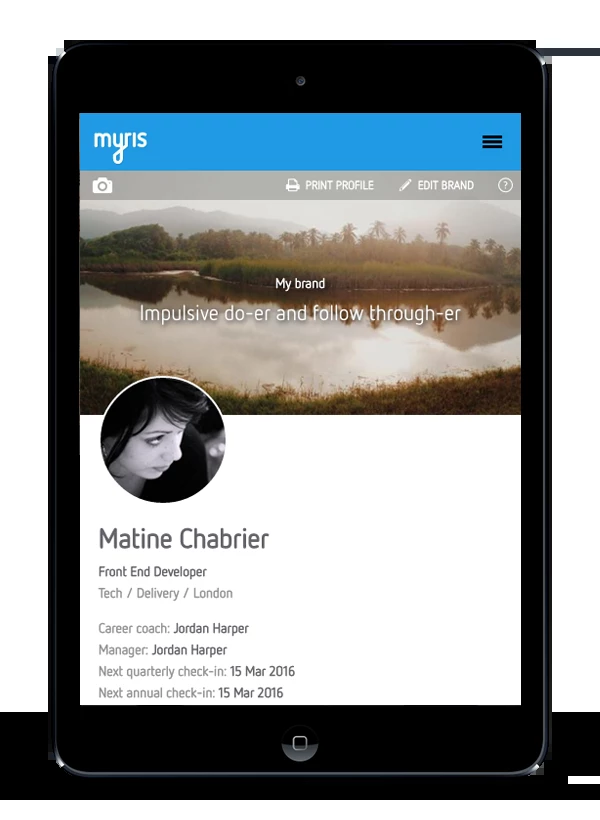 myris
PRINT PROFILE EDIT BRAND ?
My brand
Impulsive do-er and follow through-er
Matine Chabrier
Front End Developer
Tech / Delivery / London
Career coach: Jordan Harper
Manager: Jordan Harper
Next quarterly check-in: 15 Mar 2016
Next annual check-in: 15 Mar 2016